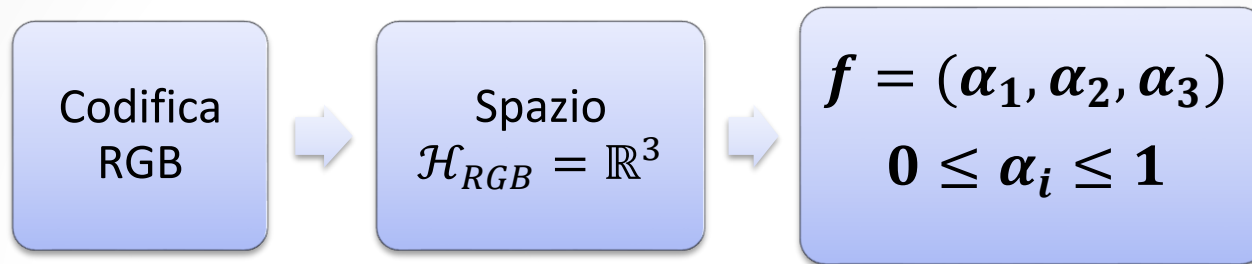 Codifica
RGB
Spazio
ℋ_RGB = ℝ³
f = (α₁, α₂, α₃)
0 ≤ αᵢ ≤ 1